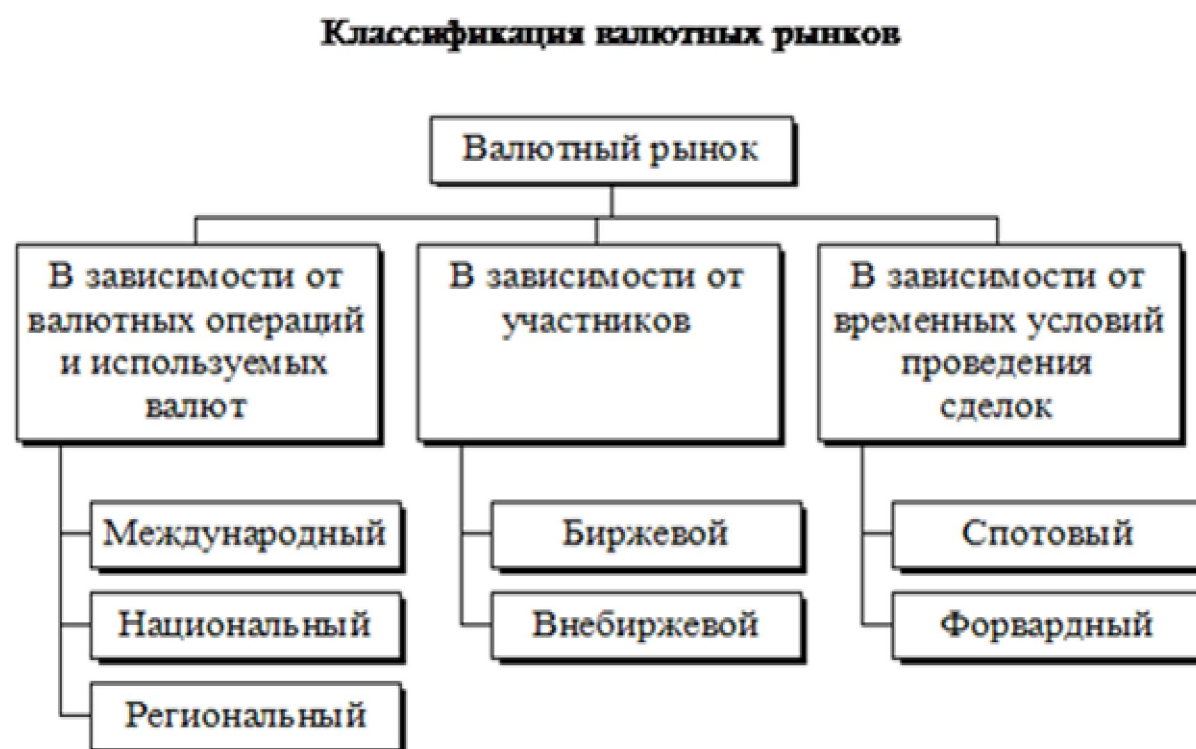 Классификация валютных рынков
Валютный рынок
В зависимости от
валютных операций
и используемых
валют
Международный
Национальный
Региональный
В зависимости от
участников
Биржевой
Внебиржевой
В зависимости от
временных условий
проведения
сделок
Спотовый
Форвардный